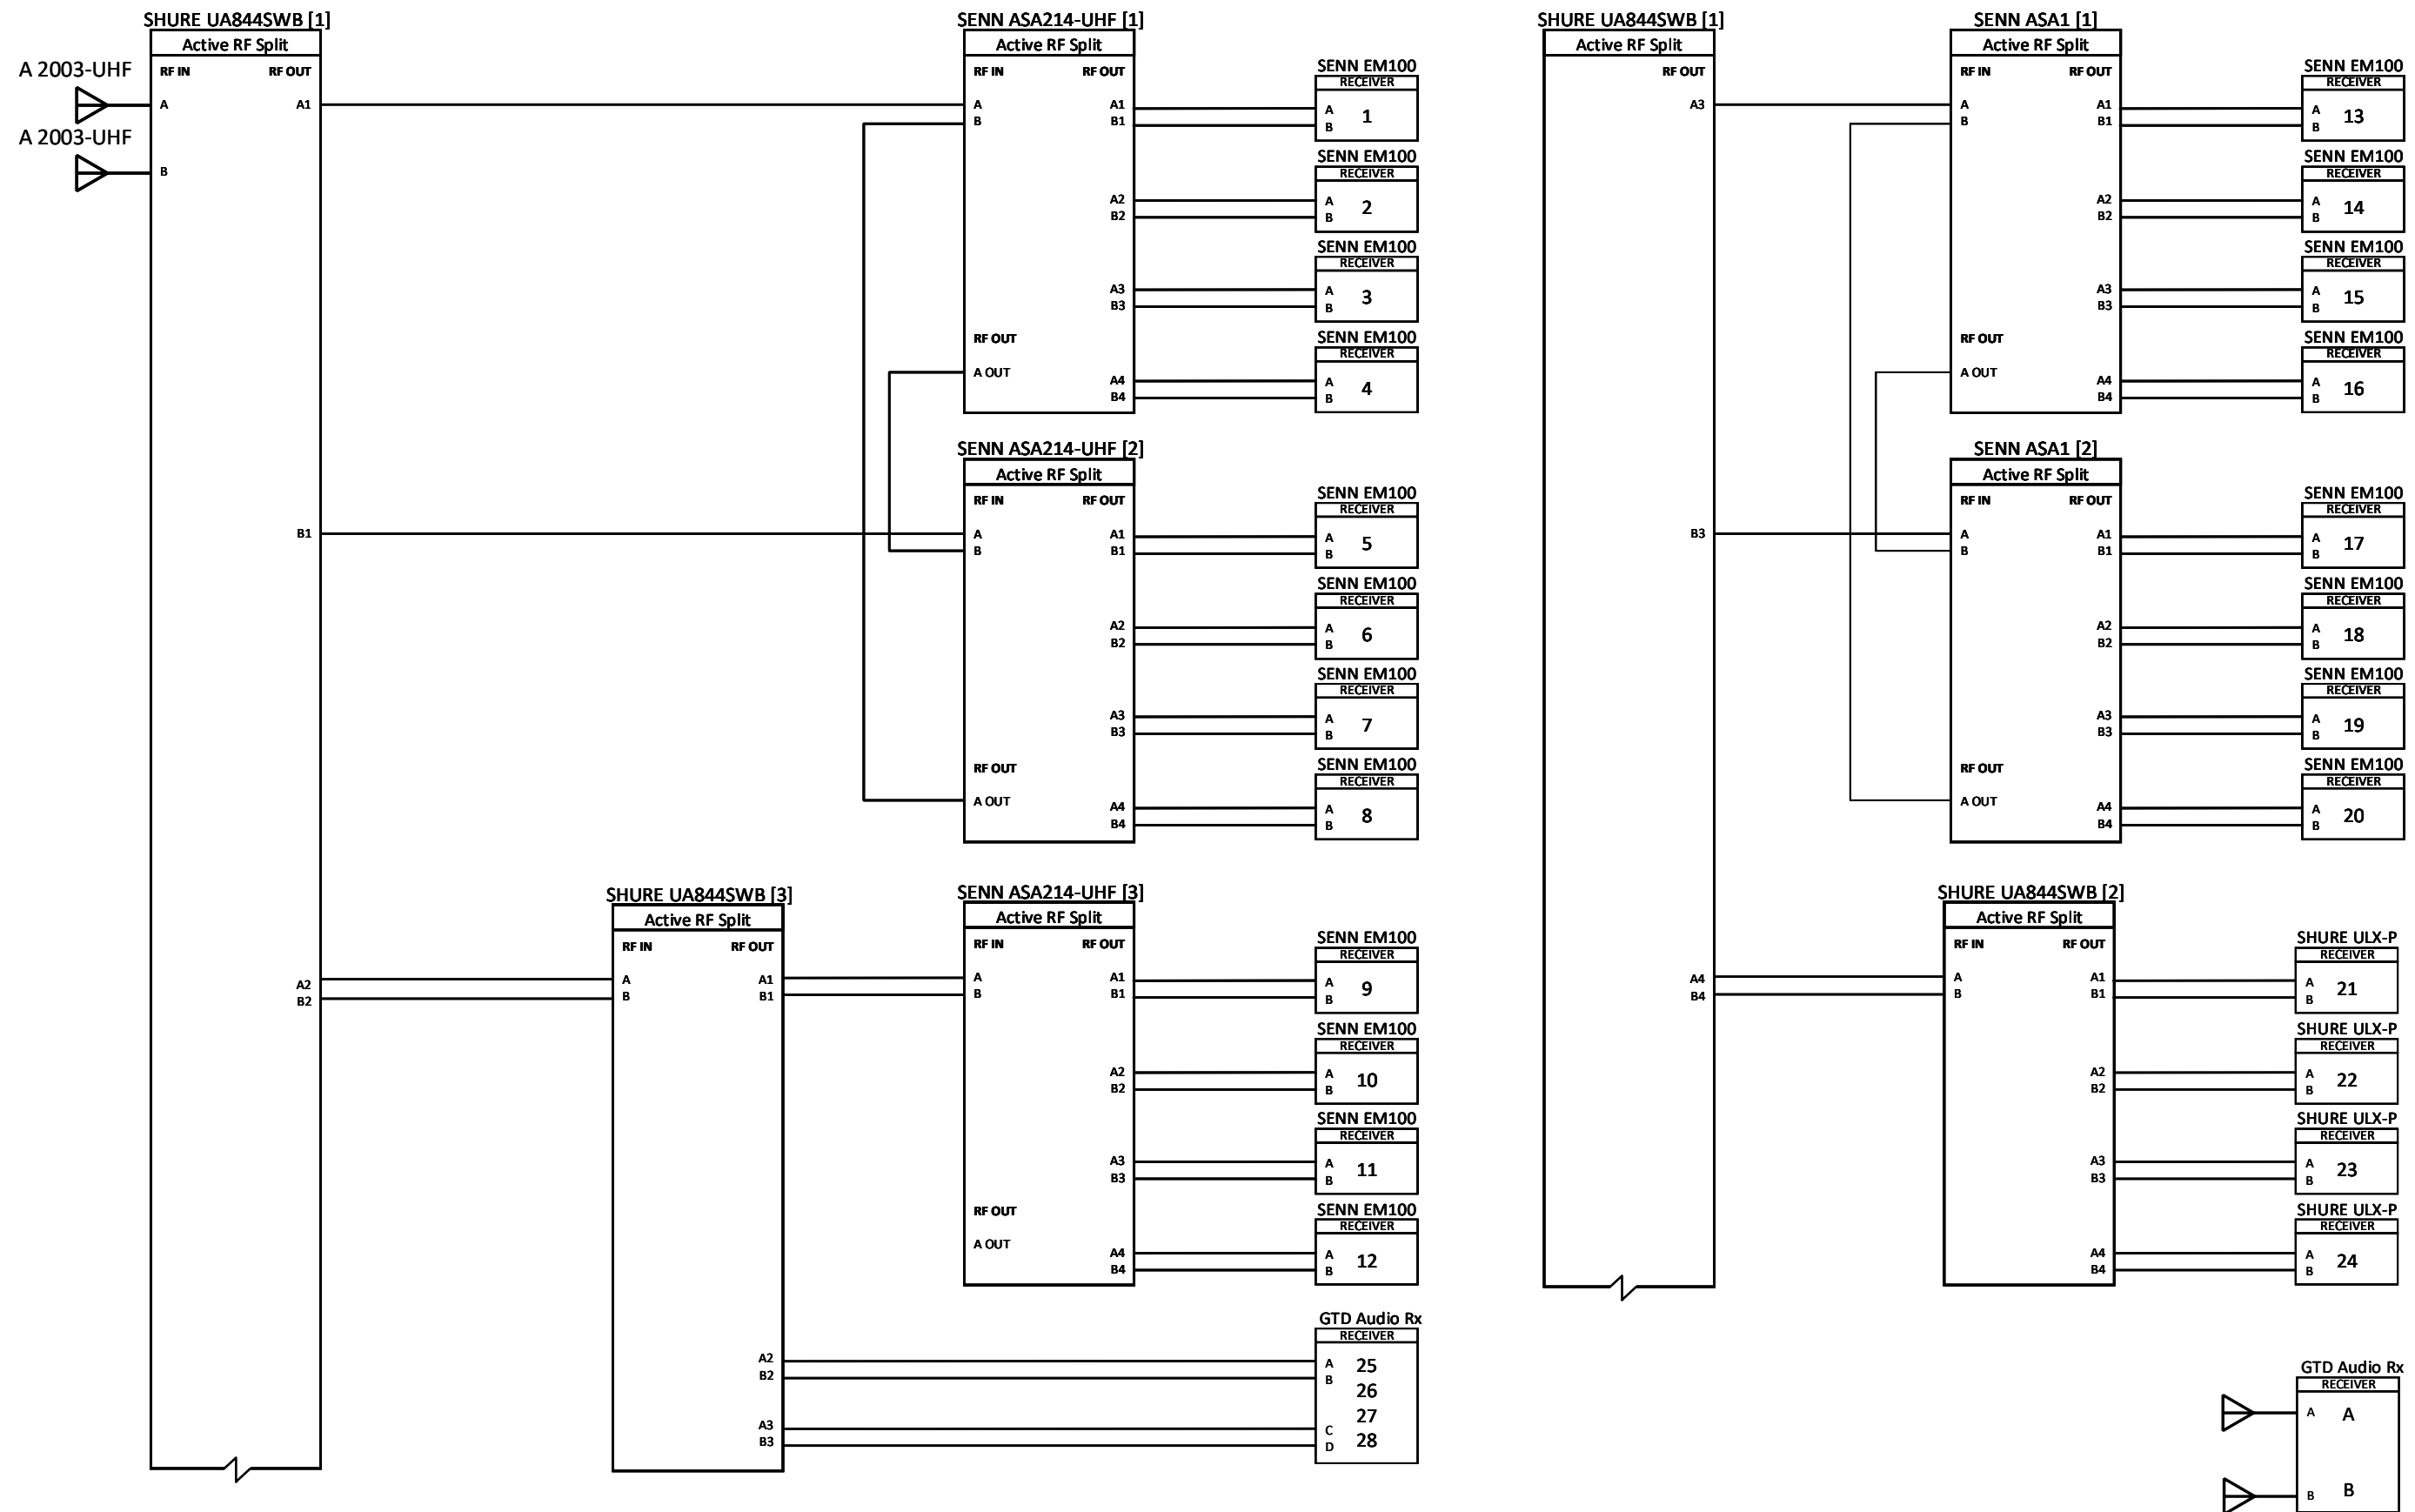 SHURE UA844SWB [1]
Active RF Split
RF IN RF OUT
A 2003-UHF
A A1
A 2003-UHF
B
B1
A2
B2
SENN ASA214-UHF [1]
Active RF Split
RF IN RF OUT
A A1
B B1
A2
B2
A3
B3
RF OUT
A OUT
A4
B4
SENN EM100
RECEIVER
A 1
B
SENN EM100
RECEIVER
A 2
B
SENN EM100
RECEIVER
A 3
B
SENN EM100
RECEIVER
A 4
B
SENN ASA214-UHF [2]
Active RF Split
RF IN RF OUT
A A1
B B1
A2
B2
A3
B3
RF OUT
A OUT
A4
B4
SENN EM100
RECEIVER
A 5
B
SENN EM100
RECEIVER
A 6
B
SENN EM100
RECEIVER
A 7
B
SENN EM100
RECEIVER
A 8
B
SHURE UA844SWB [3]
Active RF Split
RF IN RF OUT
A A1
B B1
A2
B2
A3
B3
SENN ASA214-UHF [3]
Active RF Split
RF IN RF OUT
A A1
B B1
A2
B2
A3
B3
RF OUT
A OUT
A4
B4
SENN EM100
RECEIVER
A 9
B
SENN EM100
RECEIVER
A 10
B
SENN EM100
RECEIVER
A 11
B
SENN EM100
RECEIVER
A 12
B
GTD Audio Rx
RECEIVER
A 25
B
26
27
C
D 28
SHURE UA844SWB [1]
Active RF Split
RF OUT
A3
B3
A4
B4
SENN ASA1 [1]
Active RF Split
RF IN RF OUT
A A1
B B1
A2
B2
A3
B3
RF OUT
A OUT
A4
B4
SENN EM100
RECEIVER
A 13
B
SENN EM100
RECEIVER
A 14
B
SENN EM100
RECEIVER
A 15
B
SENN EM100
RECEIVER
A 16
B
SENN ASA1 [2]
Active RF Split
RF IN RF OUT
A A1
B B1
A2
B2
A3
B3
RF OUT
A OUT
A4
B4
SENN EM100
RECEIVER
A 17
B
SENN EM100
RECEIVER
A 18
B
SENN EM100
RECEIVER
A 19
B
SENN EM100
RECEIVER
A 20
B
SHURE UA844SWB [2]
Active RF Split
RF IN RF OUT
A A1
B B1
A2
B2
A3
B3
A4
B4
SHURE ULX-P
RECEIVER
A 21
B
SHURE ULX-P
RECEIVER
A 22
B
SHURE ULX-P
RECEIVER
A 23
B
SHURE ULX-P
RECEIVER
A 24
B
GTD Audio Rx
RECEIVER
A A
B B